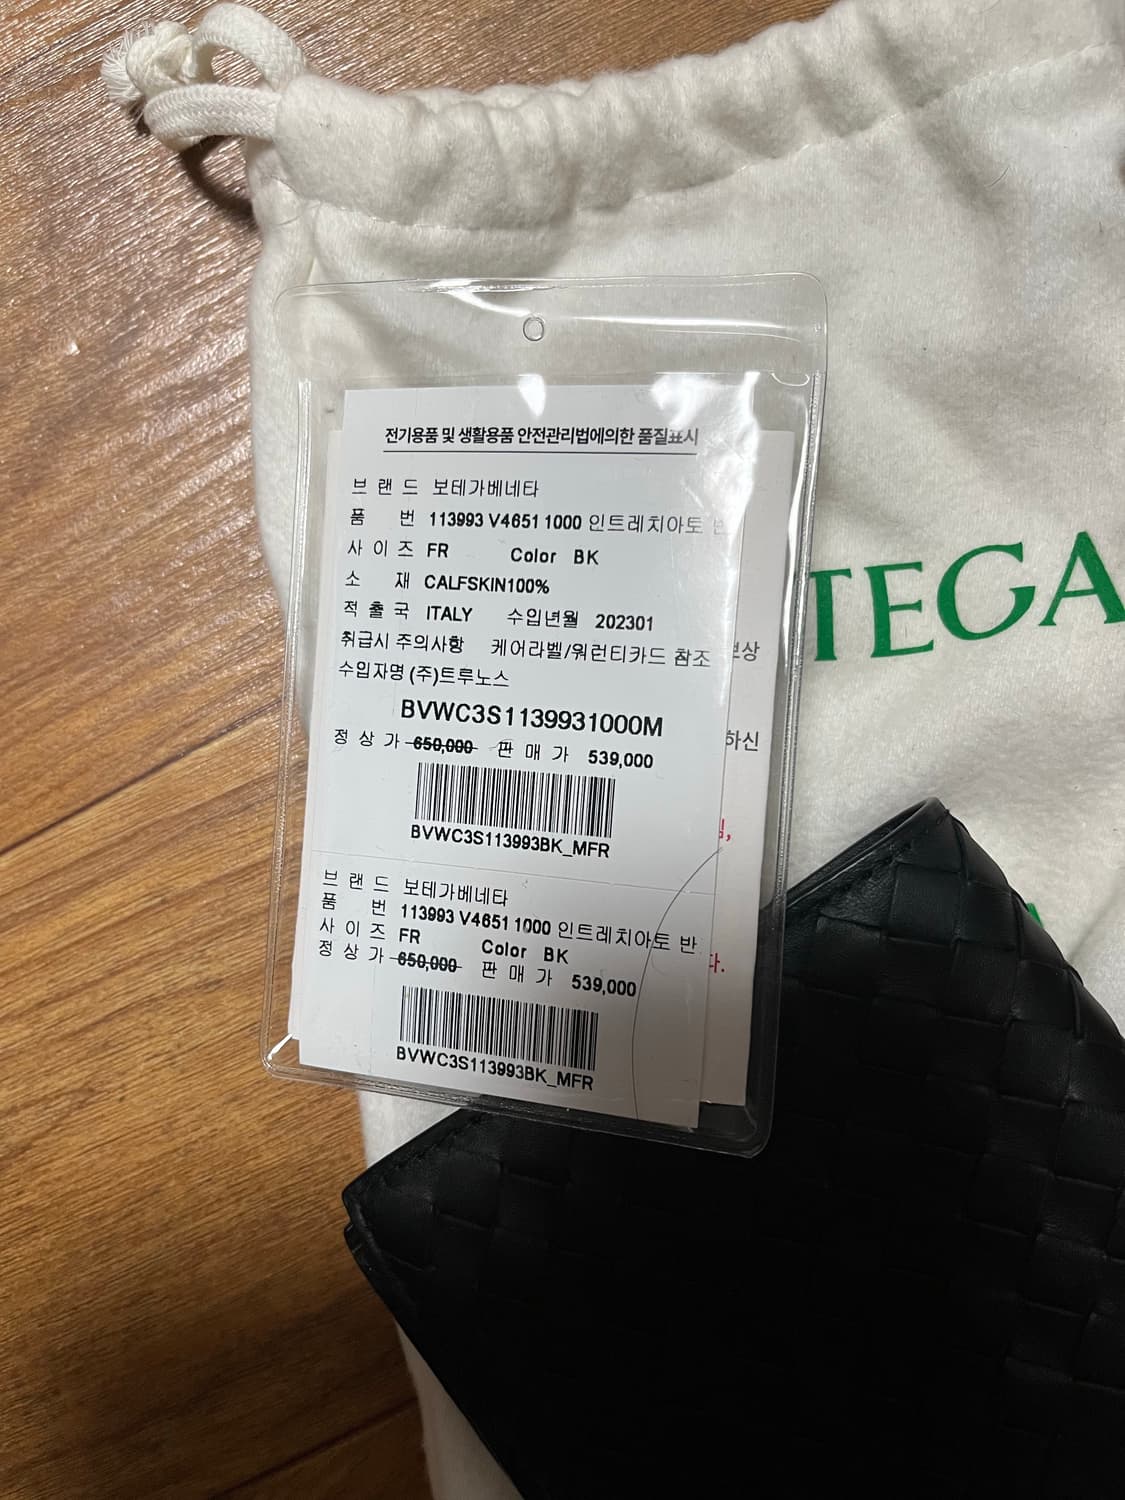 전기용품 및 생활용품 안전관리법에의한 품질표시
브 랜 드 보테가베네타
품 번 113993 V4651 1000 인트레치아토
사 이 즈 FR Color BK
소 재 CALFSKIN100%
적 출 국 ITALY 수입년월 202301
취급시 주의사항 케어라벨/워런티카드 참조
수입자명 (주)트루노스
BVWC3S1139931000M
정 상 가 650,000 판 매 가 539,000
BVWC3S113993BK_MFR
브 랜 드 보테가베네타
품 번 113993 V4651 1000 인트레치아토 반
사 이 즈 FR Color BK
정 상 가 650,000 판 매 가 539,000
BVWC3S113993BK_MFR
보상
하신
다.
TEGA